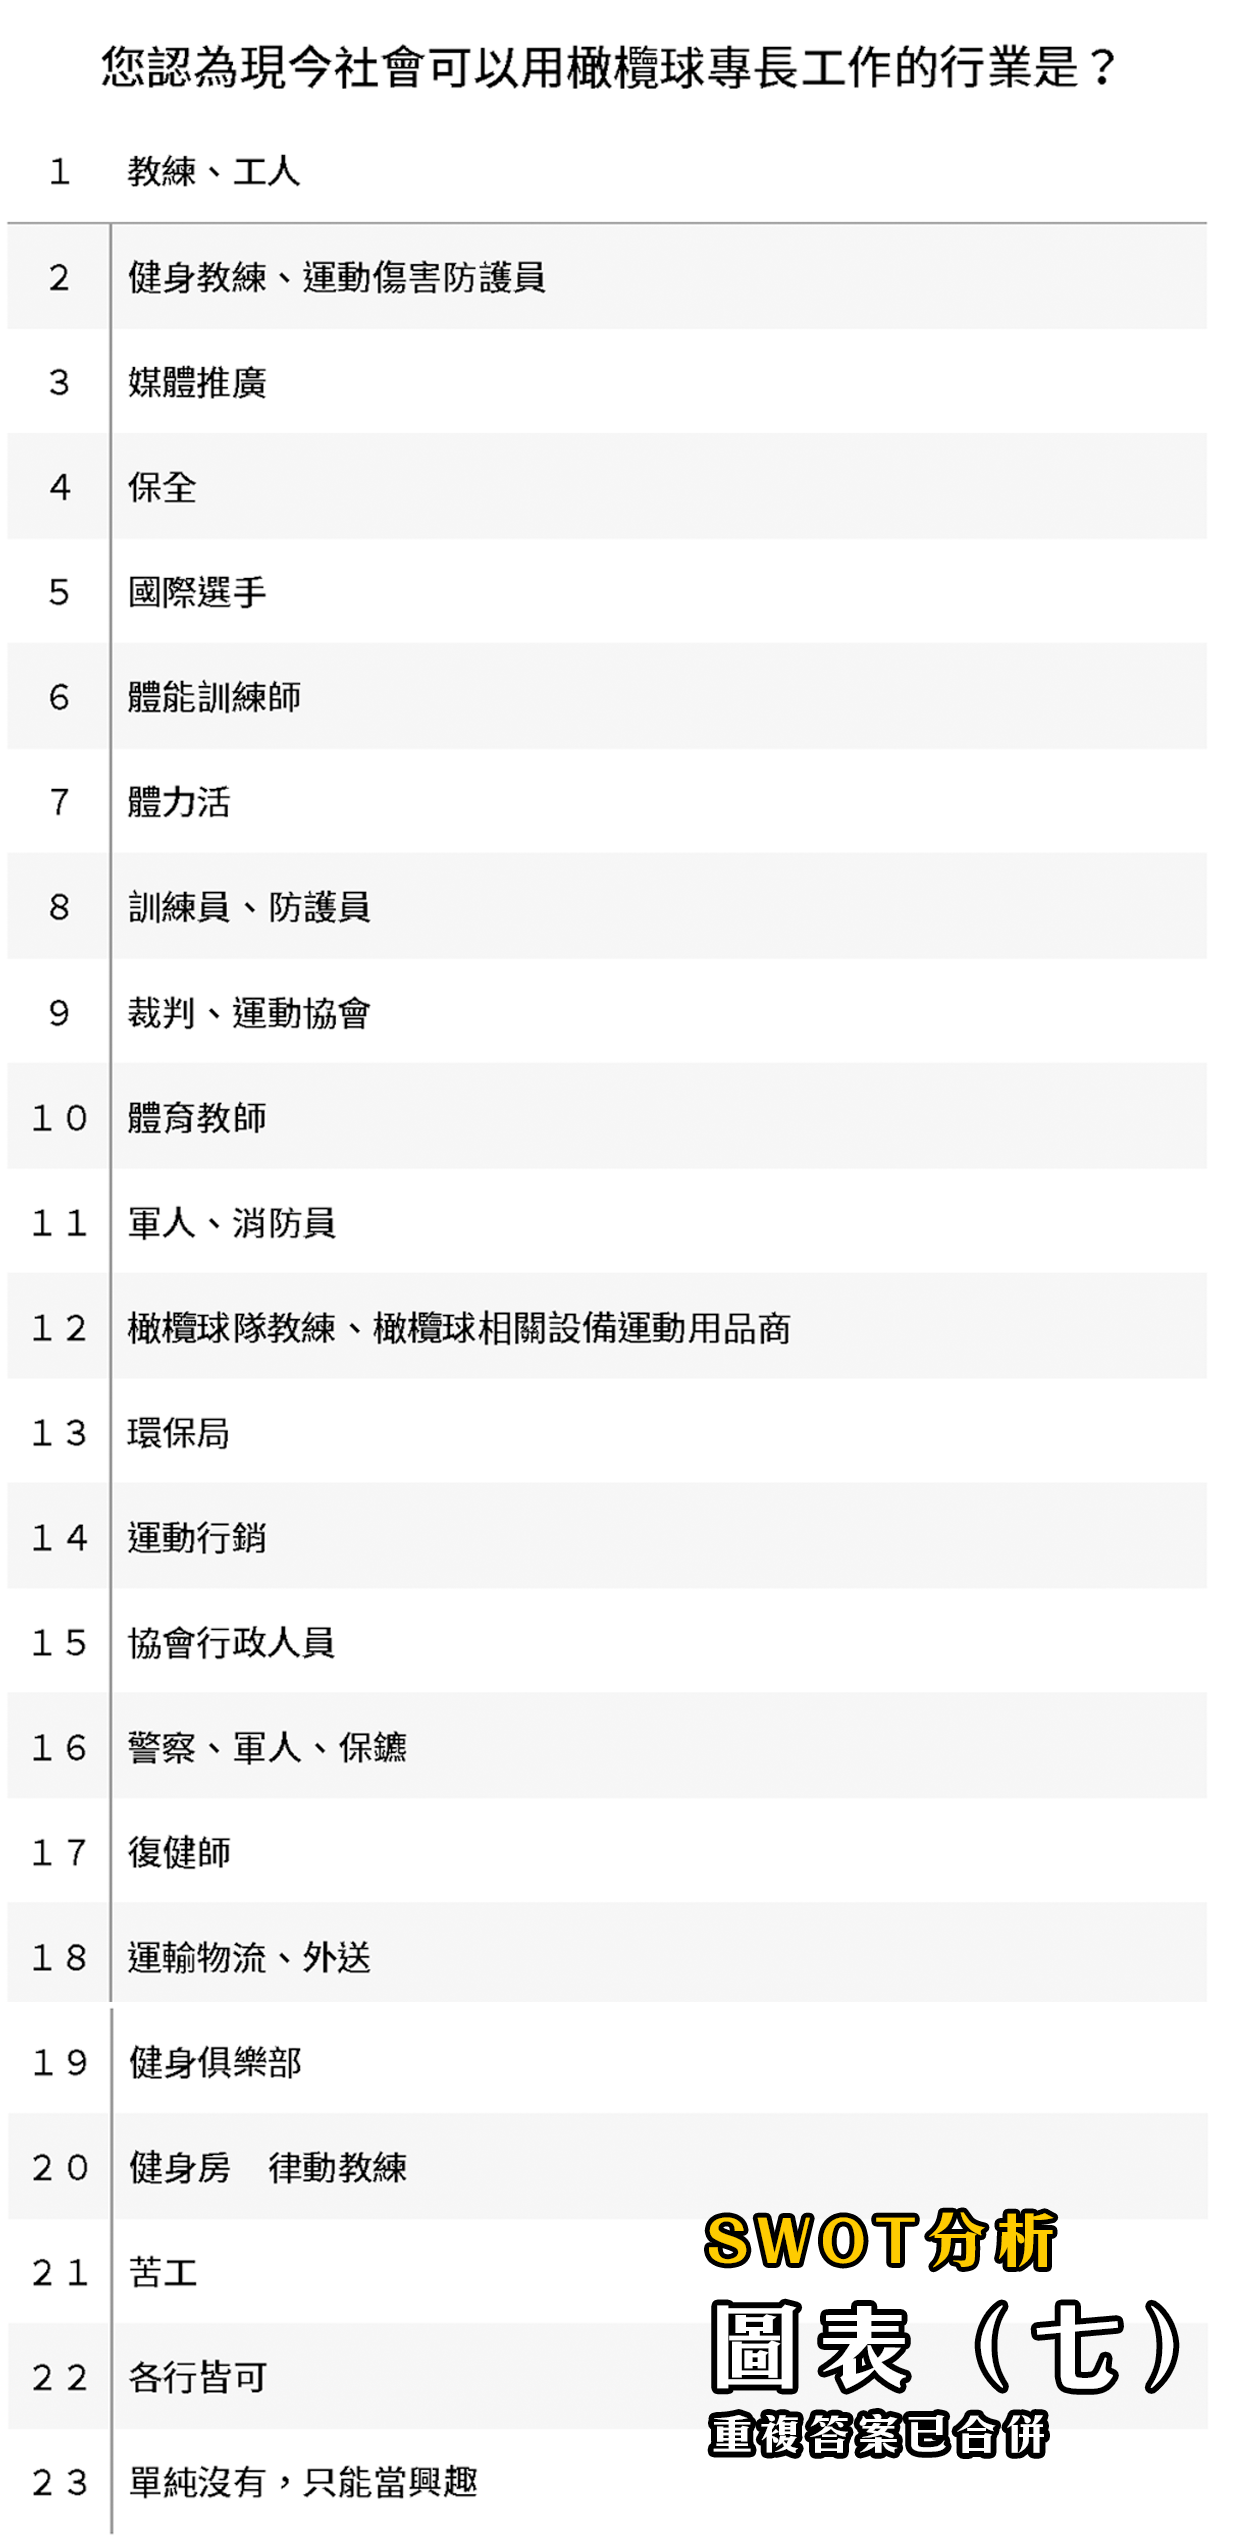 您認為現今社會可以用橄欖球專長工作的行業是？
1 教練、工人
2 健身教練、運動傷害防護員
3 媒體推廣
4 保全
5 國際選手
6 體能訓練師
7 體力活
8 訓練員、防護員
9 裁判、運動協會
10 體育教師
11 軍人、消防員
12 橄欖球隊教練、橄欖球相關設備運動用品商
13 環保局
14 運動行銷
15 協會行政人員
16 警察、軍人、保鑣
17 復健師
18 運輸物流、外送
19 健身俱樂部
20 健身房　律動教練
21 苦工
22 各行皆可
23 單純沒有，只能當興趣
SWOT分析
圖表（七）
重複答案已合併